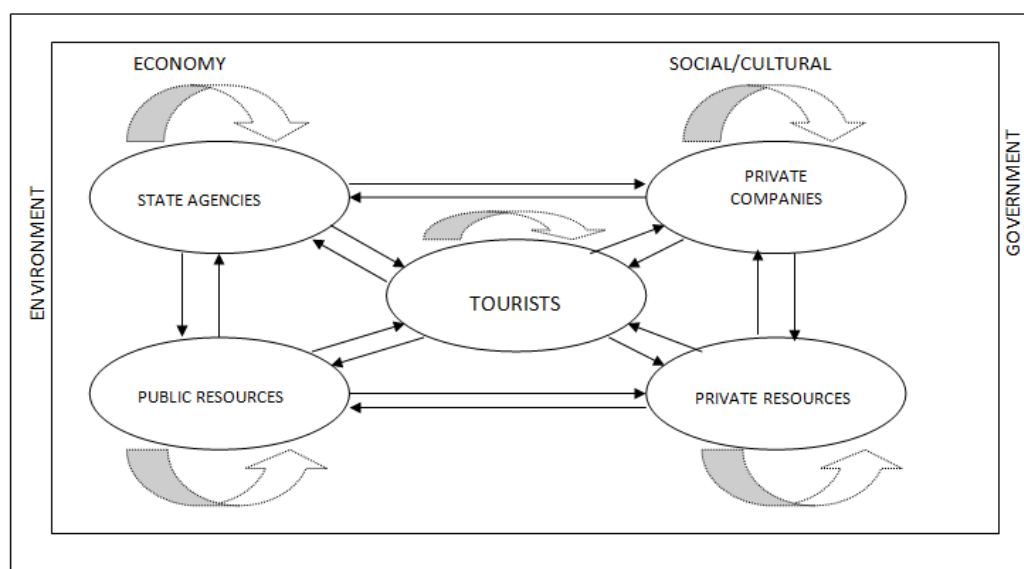 ECONOMY
SOCIAL/CULTURAL
STATE AGENCIES
PRIVATE
COMPANIES
ENVIRONMENT
GOVERNMENT
TOURISTS
PUBLIC RESOURCES
PRIVATE RESOURCES